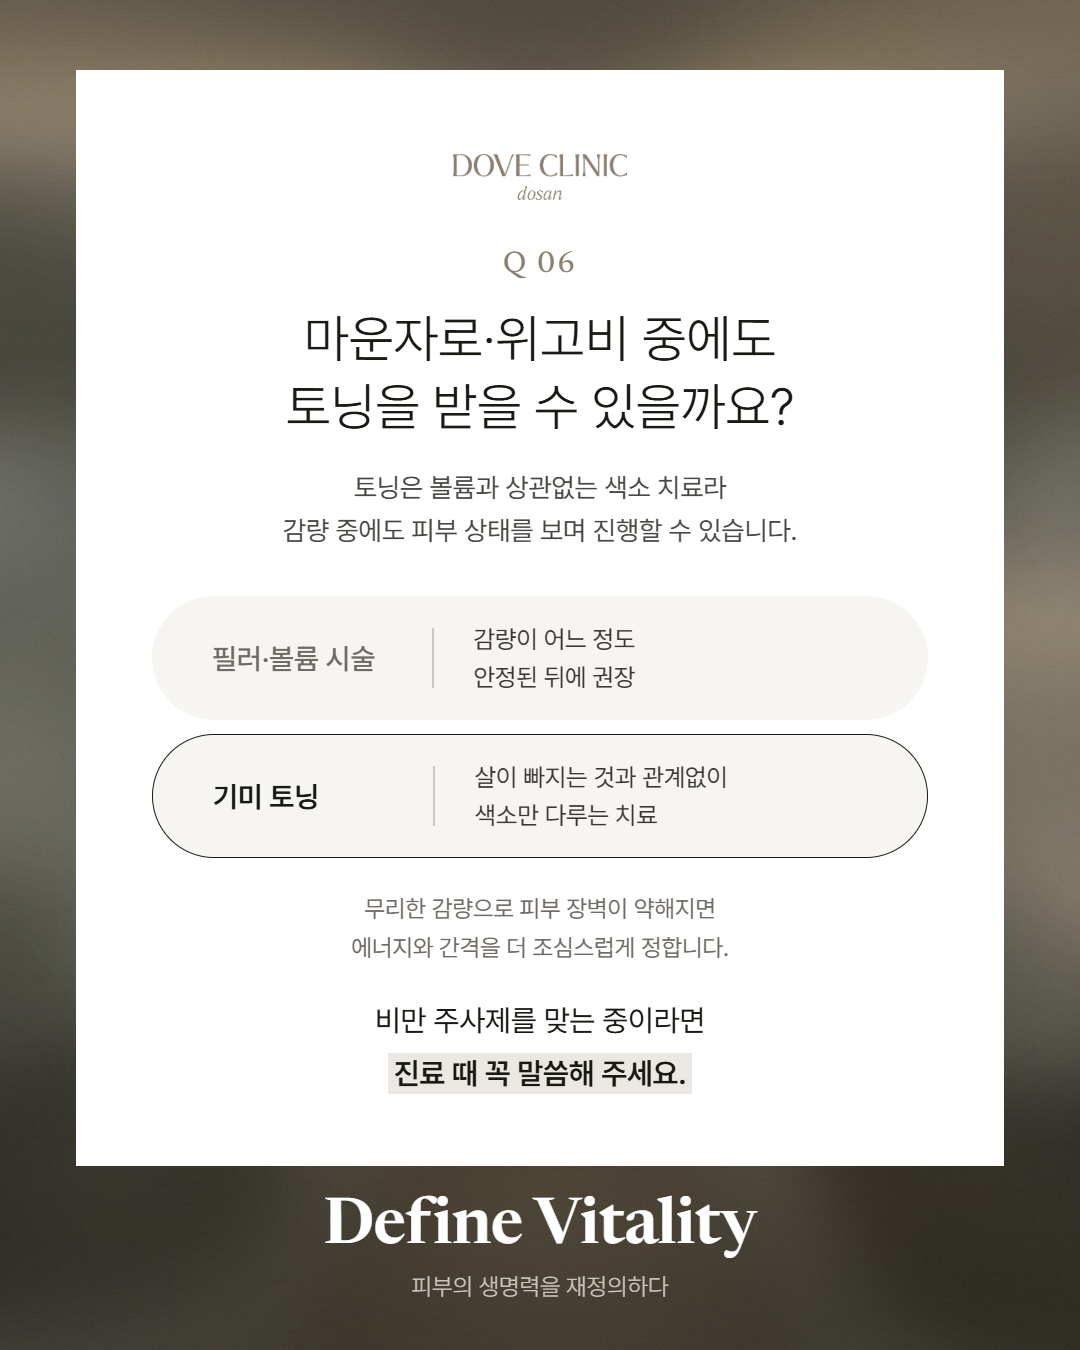 DOVE CLINIC
dosan
Q 06
마운자로·위고비 중에도
토닝을 받을 수 있을까요?
토닝은 볼륨과 상관없는 색소 치료라
감량 중에도 피부 상태를 보며 진행할 수 있습니다.
필러·볼륨 시술
감량이 어느 정도
안정된 뒤에 권장
기미 토닝
살이 빠지는 것과 관계없이
색소만 다루는 치료
무리한 감량으로 피부 장벽이 약해지면
에너지와 간격을 더 조심스럽게 정합니다.
비만 주사제를 맞는 중이라면
진료 때 꼭 말씀해 주세요.
Define Vitality
피부의 생명력을 재정의하다